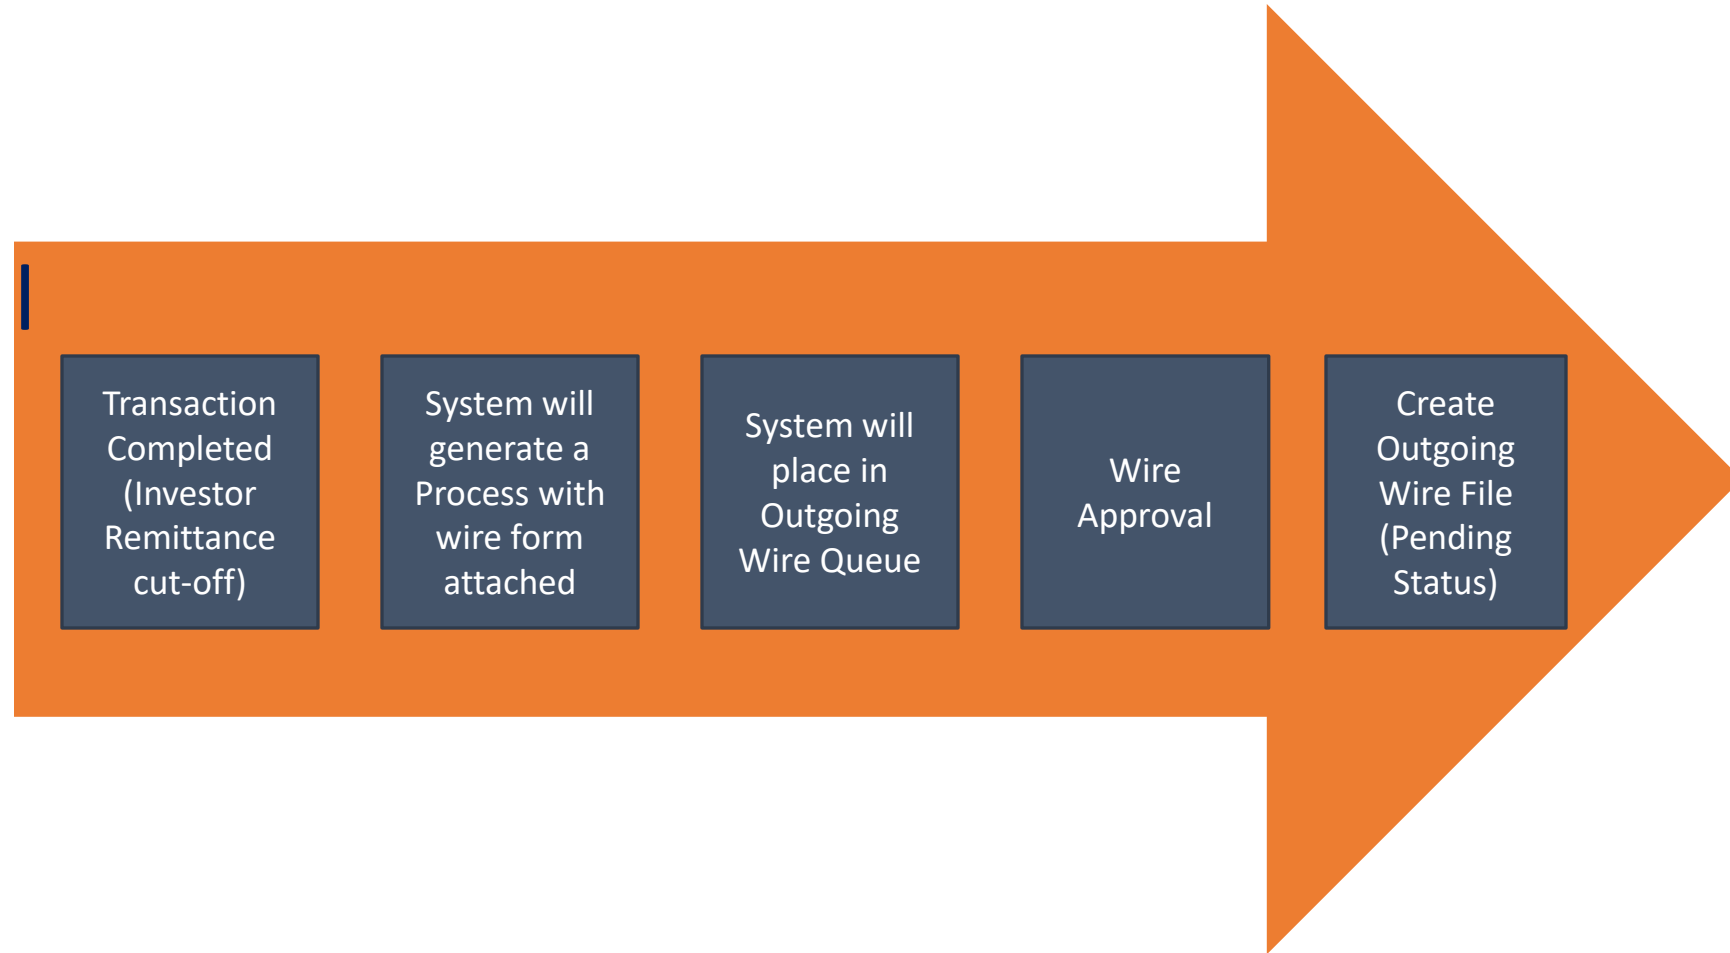 Transaction
Completed
(Investor
Remittance
cut-off)
System will
generate a
Process with
wire form
attached
System will
place in
Outgoing
Wire Queue
Wire
Approval
Create
Outgoing
Wire File
(Pending
Status)